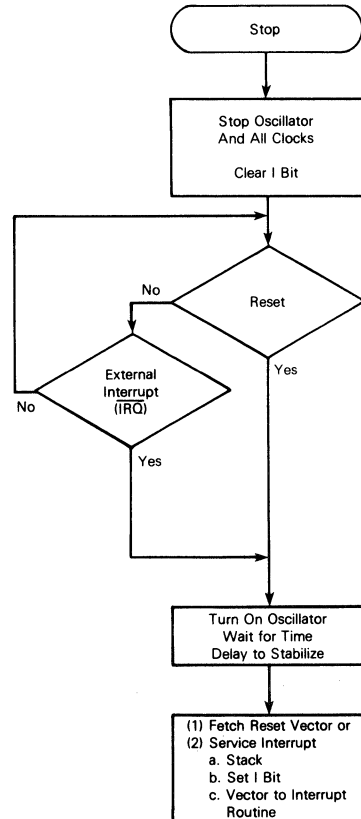 Stop
Stop Oscillator
And All Clocks
Clear I Bit
Reset
No
Yes
External
Interrupt
(I̅R̅Q̅)
No
Yes
Turn On Oscillator
Wait for Time
Delay to Stabilize
(1) Fetch Reset Vector or
(2) Service Interrupt
a. Stack
b. Set I Bit
c. Vector to Interrupt
Routine